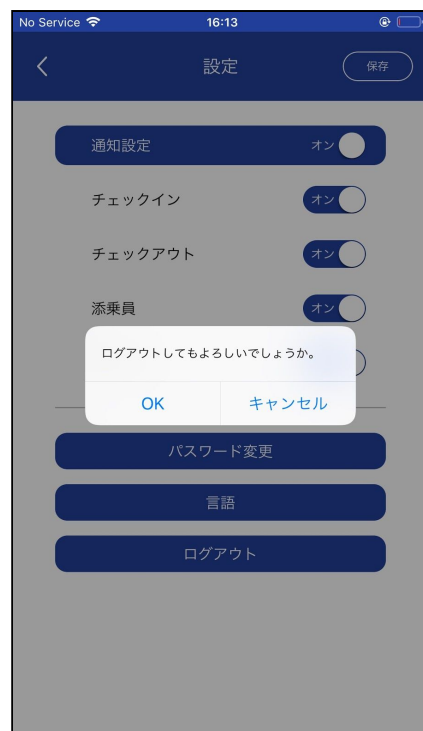 No Service 16:13
設定
保存
通知設定 オン
チェックイン オン
チェックアウト オン
添乗員 オン
ログアウトしてもよろしいでしょうか。
OK キャンセル
パスワード変更
言語
ログアウト